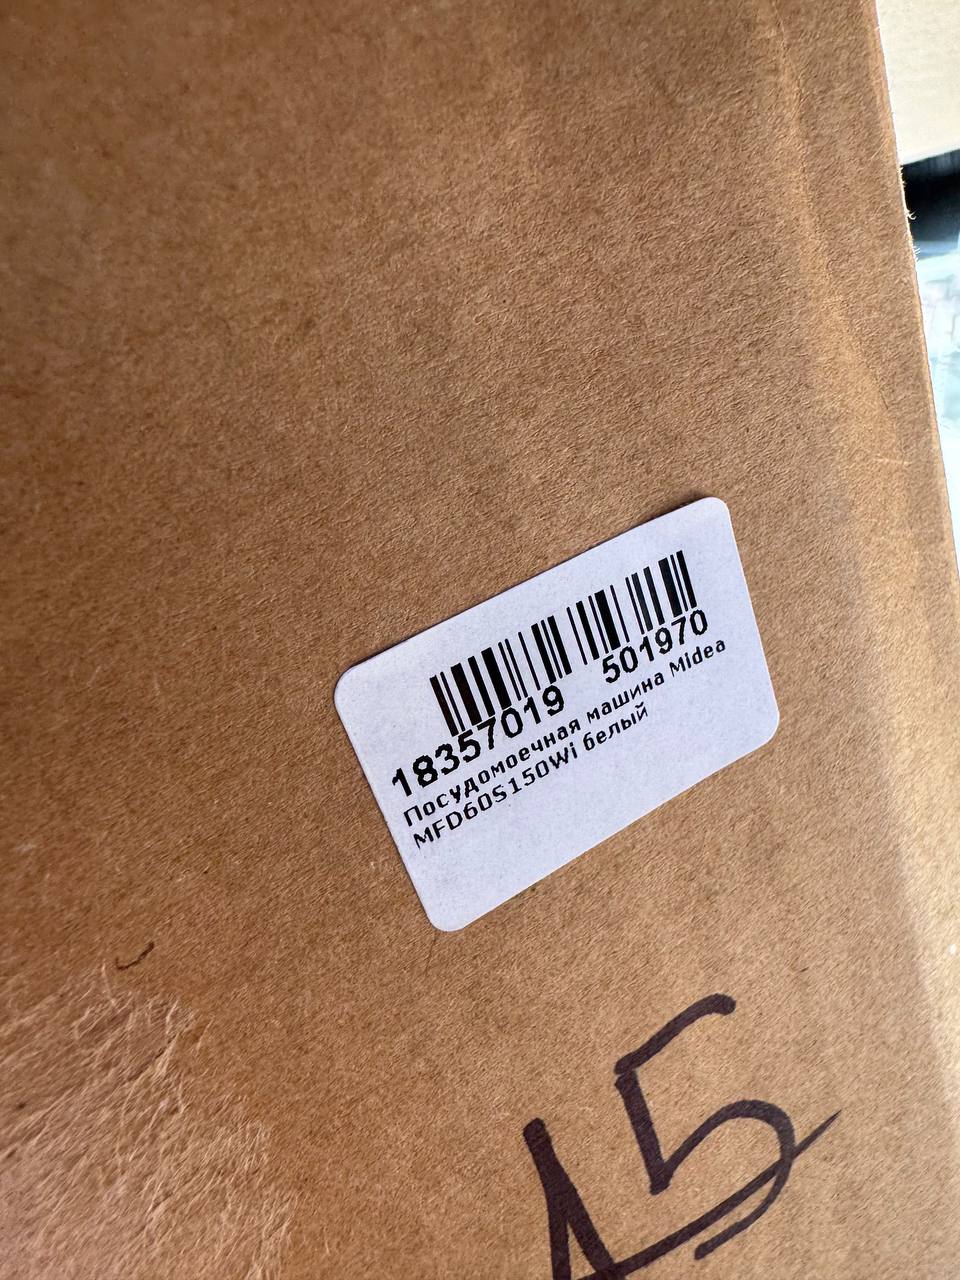 18357019 501970
Посудомоечная машина Midea
MFD60S150Wi белый
15